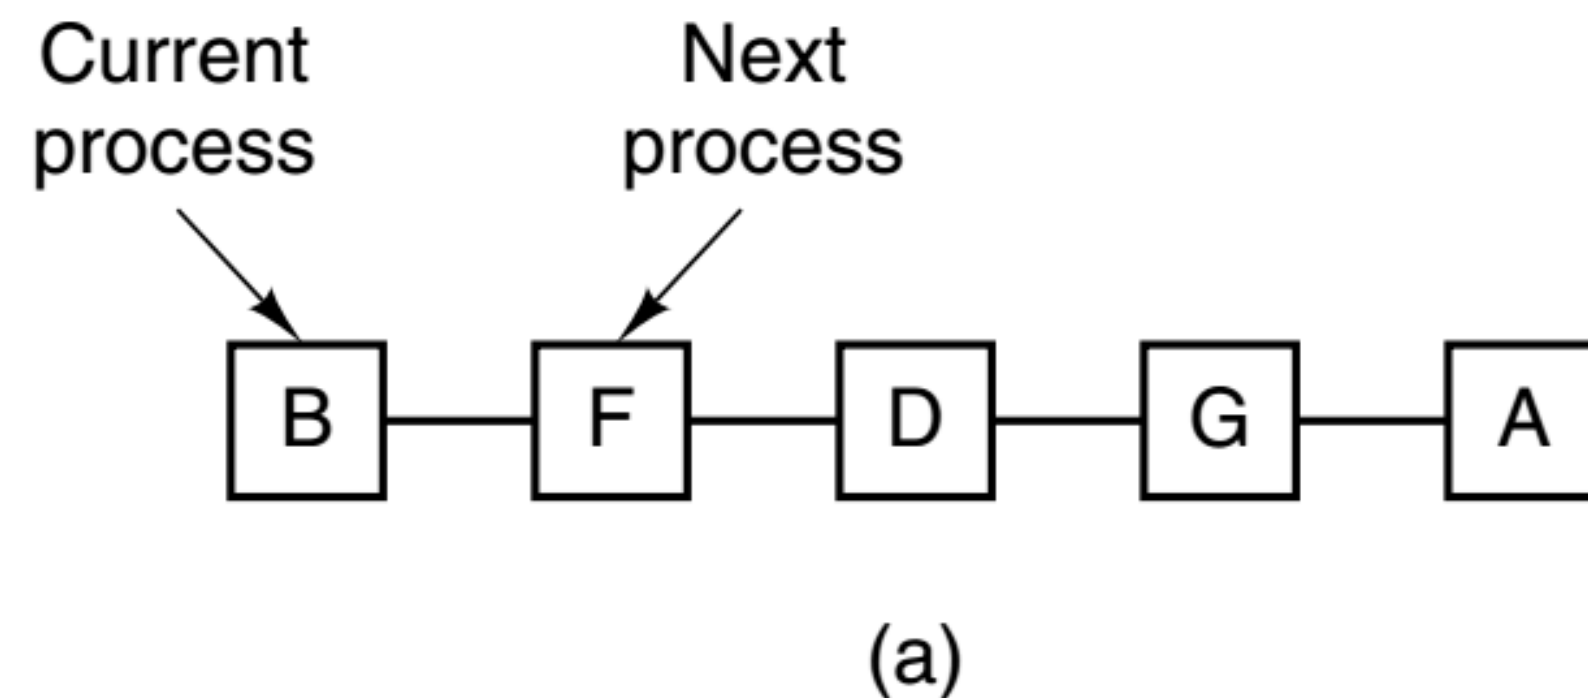 Current
process
Next
process
B F D G A
(a)